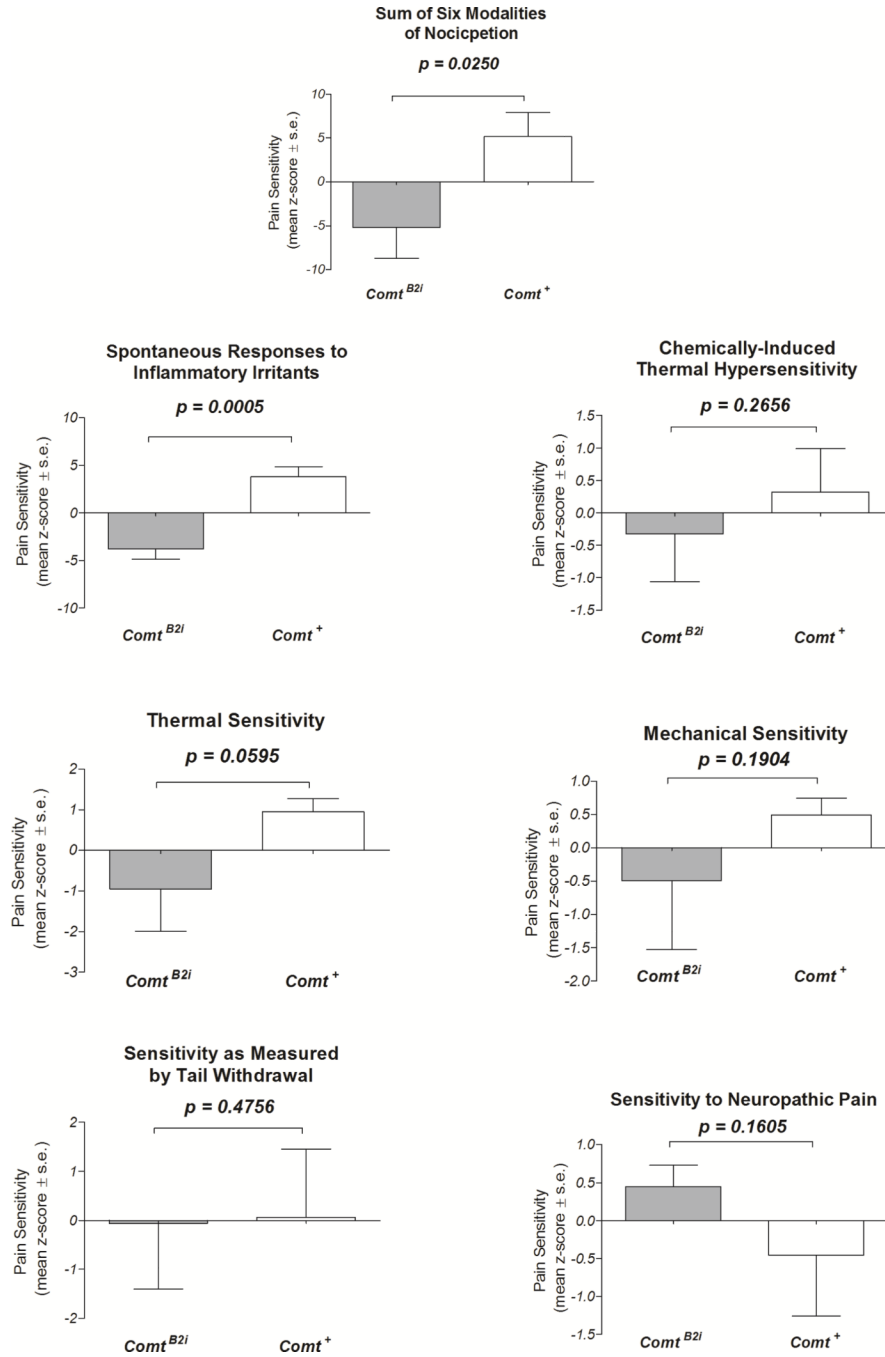 Sum of Six Modalities
of Nocicpetion
p = 0.0250
Pain Sensitivity
(mean z-score ± s.e.)
10
5
0
-5
-10
Comt B2i
Comt +
Spontaneous Responses to
Inflammatory Irritants
p = 0.0005
Pain Sensitivity
(mean z-score ± s.e.)
10
5
0
-5
-10
Comt B2i
Comt +
Chemically-Induced
Thermal Hypersensitivity
p = 0.2656
Pain Sensitivity
(mean z-score ± s.e.)
1.5
1.0
0.5
0.0
-0.5
-1.0
-1.5
Comt B2i
Comt +
Thermal Sensitivity
p = 0.0595
Pain Sensitivity
(mean z-score ± s.e.)
2
1
0
-1
-2
-3
Comt B2i
Comt +
Mechanical Sensitivity
p = 0.1904
Pain Sensitivity
(mean z-score ± s.e.)
1.0
0.5
0.0
-0.5
-1.0
-1.5
-2.0
Comt B2i
Comt +
Sensitivity as Measured
by Tail Withdrawal
p = 0.4756
Pain Sensitivity
(mean z-score ± s.e.)
2
1
0
-1
-2
Comt B2i
Comt +
Sensitivity to Neuropathic Pain
p = 0.1605
Pain Sensitivity
(mean z-score ± s.e.)
1.0
0.5
0.0
-0.5
-1.0
-1.5
Comt B2i
Comt +